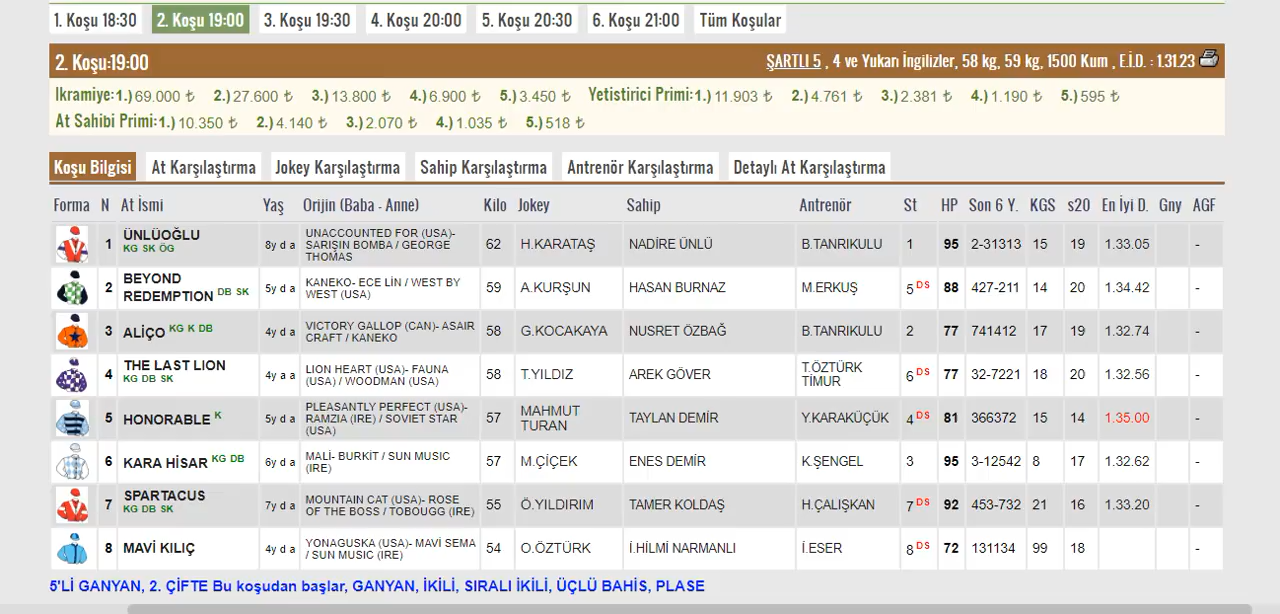 1. Koşu 18:30 2. Koşu 19:00 3. Koşu 19:30 4. Koşu 20:00 5. Koşu 20:30 6. Koşu 21:00 Tüm Koşular
2. Koşu:19:00 ŞARTLI 5 , 4 ve Yukarı İngilizler, 58 kg, 59 kg, 1500 Kum , E.İ.D. : 1.31.23
Ikramiye:1.) 69.000 ₺ 2.) 27.600 ₺ 3.) 13.800 ₺ 4.) 6.900 ₺ 5.) 3.450 ₺ Yetistirici Primi:1.) 11.903 ₺ 2.) 4.761 ₺ 3.) 2.381 ₺ 4.) 1.190 ₺ 5.) 595 ₺
At Sahibi Primi:1.) 10.350 ₺ 2.) 4.140 ₺ 3.) 2.070 ₺ 4.) 1.035 ₺ 5.) 518 ₺
Koşu Bilgisi At Karşılaştırma Jokey Karşılaştırma Sahip Karşılaştırma Antrenör Karşılaştırma Detaylı At Karşılaştırma
Forma N At İsmi Yaş Orijin (Baba - Anne) Kilo Jokey Sahip Antrenör St HP Son 6 Y. KGS s20 En İyi D. Gny AGF
1 ÜNLÜOĞLU KG SK ÖG 8y d a UNACCOUNTED FOR (USA)- SARIŞIN BOMBA / GEORGE THOMAS 62 H.KARATAŞ NADİRE ÜNLÜ B.TANRIKULU 1 95 2-31313 15 19 1.33.05 -
2 BEYOND REDEMPTION DB SK 5y d a KANEKO- ECE LİN / WEST BY WEST (USA) 59 A.KURŞUN HASAN BURNAZ M.ERKUŞ 5 DS 88 427-211 14 20 1.34.42 -
3 ALİÇO KG K DB 4y d a VICTORY GALLOP (CAN)- ASAIR CRAFT / KANEKO 58 G.KOCAKAYA NUSRET ÖZBAĞ B.TANRIKULU 2 77 741412 17 19 1.32.74 -
4 THE LAST LION KG DB SK 4y a a LION HEART (USA)- FAUNA (USA) / WOODMAN (USA) 58 T.YILDIZ AREK GÖVER T.ÖZTÜRK TİMUR 6 DS 77 32-7221 18 20 1.32.56 -
5 HONORABLE K 5y d a PLEASANTLY PERFECT (USA)- RAMZIA (IRE) / SOVIET STAR (USA) 57 MAHMUT TURAN TAYLAN DEMİR Y.KARAKÜÇÜK 4 DS 81 366372 15 14 1.35.00 -
6 KARA HİSAR KG DB 6y d a MALİ- BURKİT / SUN MUSIC (IRE) 57 M.ÇİÇEK ENES DEMİR K.ŞENGEL 3 95 3-12542 8 17 1.32.62 -
7 SPARTACUS KG DB SK 7y d a MOUNTAIN CAT (USA)- ROSE OF THE BOSS / TOBOUGG (IRE) 55 Ö.YILDIRIM TAMER KOLDAŞ H.ÇALIŞKAN 7 DS 92 453-732 21 16 1.33.20 -
8 MAVİ KILIÇ 4y d a YONAGUSKA (USA)- MAVİ SEMA / SUN MUSIC (IRE) 54 O.ÖZTÜRK İ.HİLMİ NARMANLI İ.ESER 8 DS 72 131134 99 18 -
5'Lİ GANYAN, 2. ÇİFTE Bu koşudan başlar, GANYAN, İKİLİ, SIRALI İKİLİ, ÜÇLÜ BAHİS, PLASE